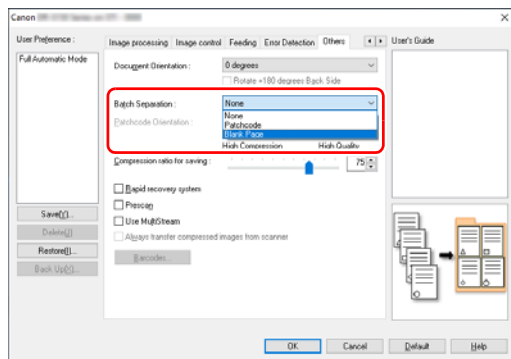 Canon
User Preference :
Full Automatic Mode
Save(Y)...
Delete(J)
Restore(I)...
Image processing Image control Feeding Error Detection Others
Document Orientation : 0 degrees
Rotate +180 degrees Back Side
Batch Separation : None
None
Patchcode Orientation : Patchcode
Blank Page
High Compression High Quality
Compression ratio for saving : 75
Rapid recovery system
Prescan
Use MultiStream
Always transfer compressed images from scanner
Barcodes...
User's Guide
OK Cancel Default Help